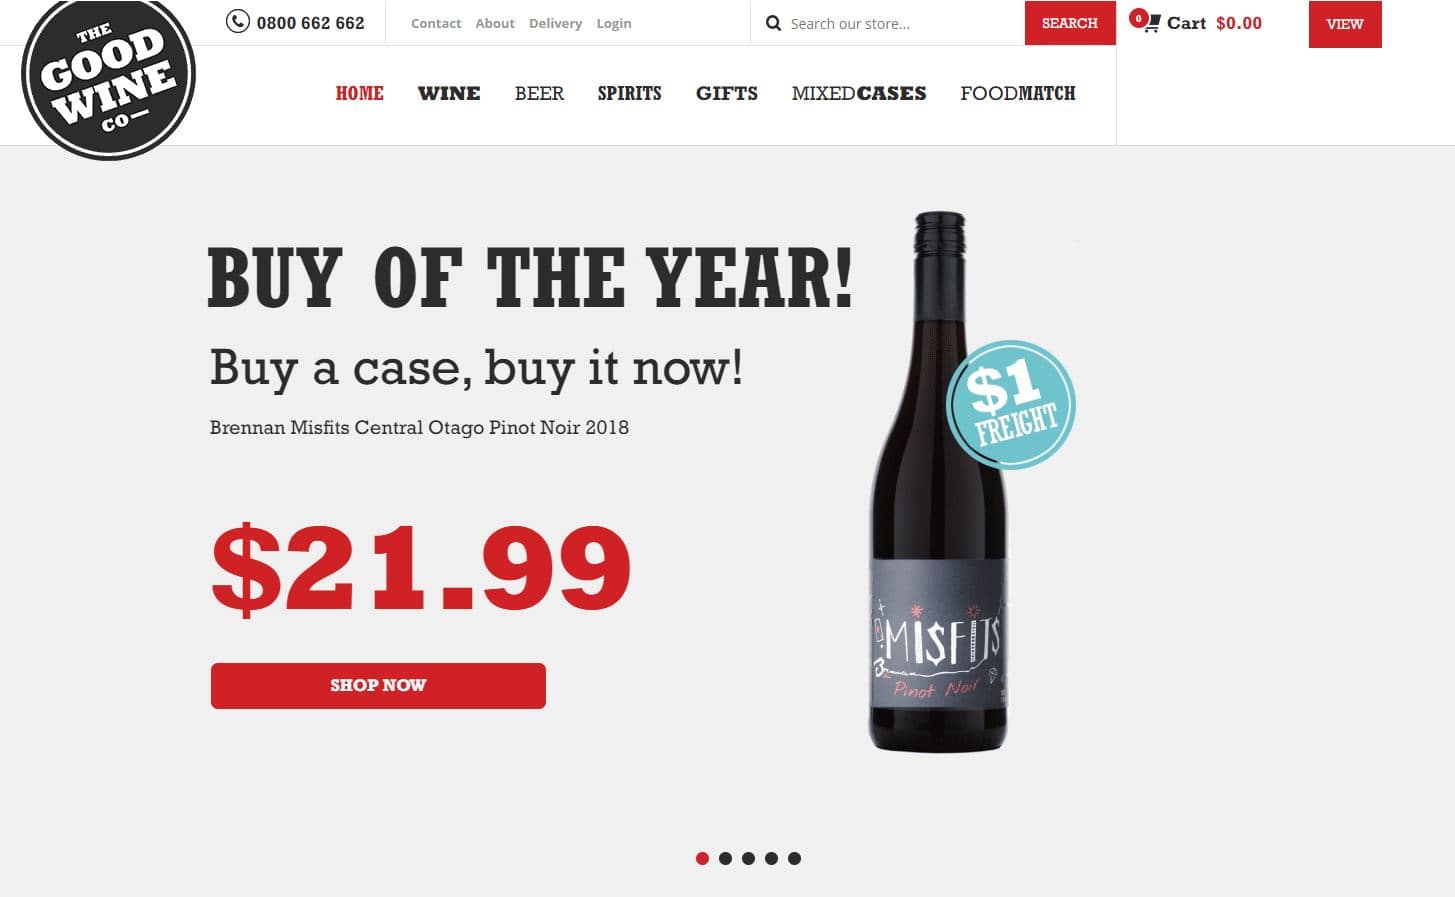 THE
GOOD
WINE
CO—
0800 662 662
Contact About Delivery Login
Search our store...
SEARCH
0
Cart $0.00
VIEW
HOME WINE BEER SPIRITS GIFTS MIXEDCASES FOODMATCH
BUY OF THE YEAR!
Buy a case, buy it now!
Brennan Misfits Central Otago Pinot Noir 2018
$21.99
SHOP NOW
$1
FREIGHT
MISFITS
Brennan
Pinot Noir